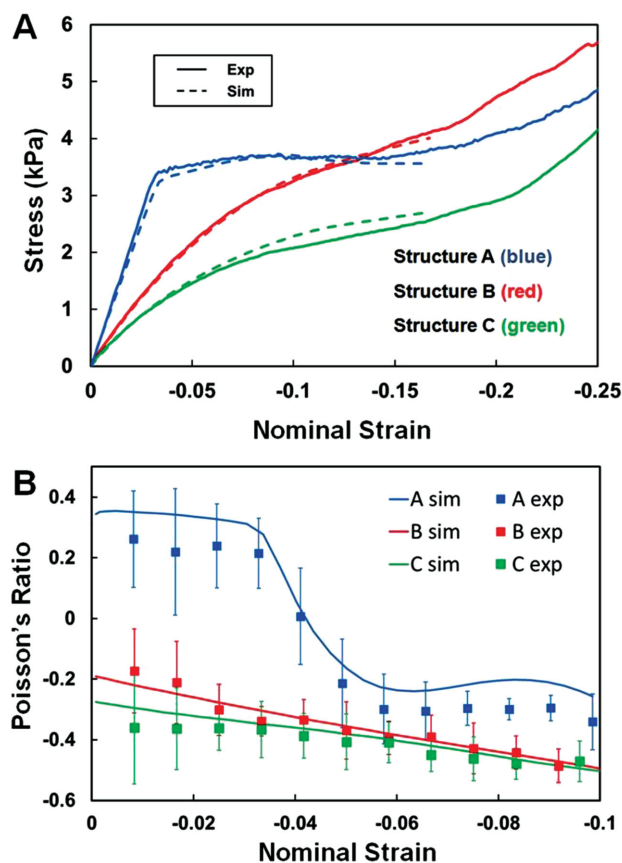 A
6
5
4
3
2
1
0
Stress (kPa)
Exp
Sim
Structure A (blue)
Structure B (red)
Structure C (green)
0 -0.05 -0.1 -0.15 -0.2 -0.25
Nominal Strain
B
0.4
0.2
0
-0.2
-0.4
-0.6
Poisson's Ratio
A sim A exp
B sim B exp
C sim C exp
0 -0.02 -0.04 -0.06 -0.08 -0.1
Nominal Strain